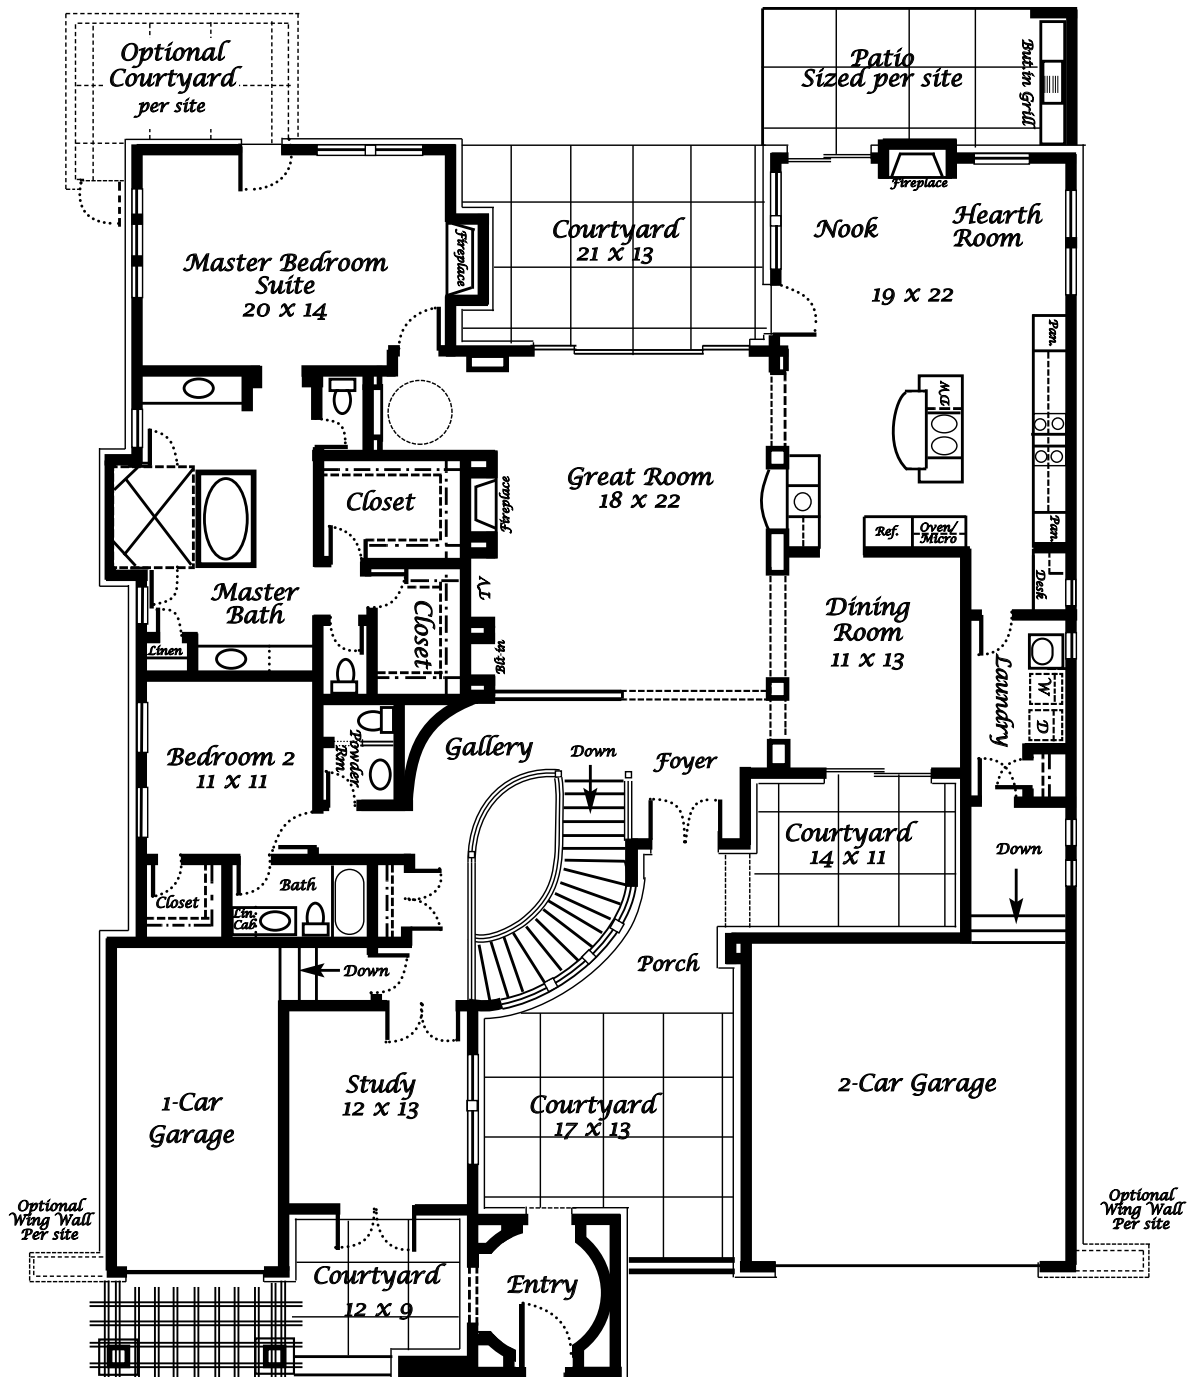 Optional
Courtyard
per site
Patio
Sized per site
But.in Grill
Fireplace
Courtyard
21 x 13
Nook
Hearth
Room
19 x 22
Master Bedroom
Suite
20 x 14
Fireplace
Pan.
DW
Great Room
18 x 22
Closet
Fireplace
Ref.
Oven/
Micro
Pan.
Desk
Master
Bath
Closet
TV
Blt-in
Dining
Room
11 x 13
Linen
Laundry
W
D
Bedroom 2
11 x 11
Powder
Rm.
Gallery
Down
Foyer
Courtyard
14 x 11
Down
Closet
Bath
Lin.
Cab
Down
Porch
1-Car
Garage
Study
12 x 13
Courtyard
17 x 13
2-Car Garage
Optional
Wing Wall
Per site
Optional
Wing Wall
Per site
Courtyard
12 x 9
Entry